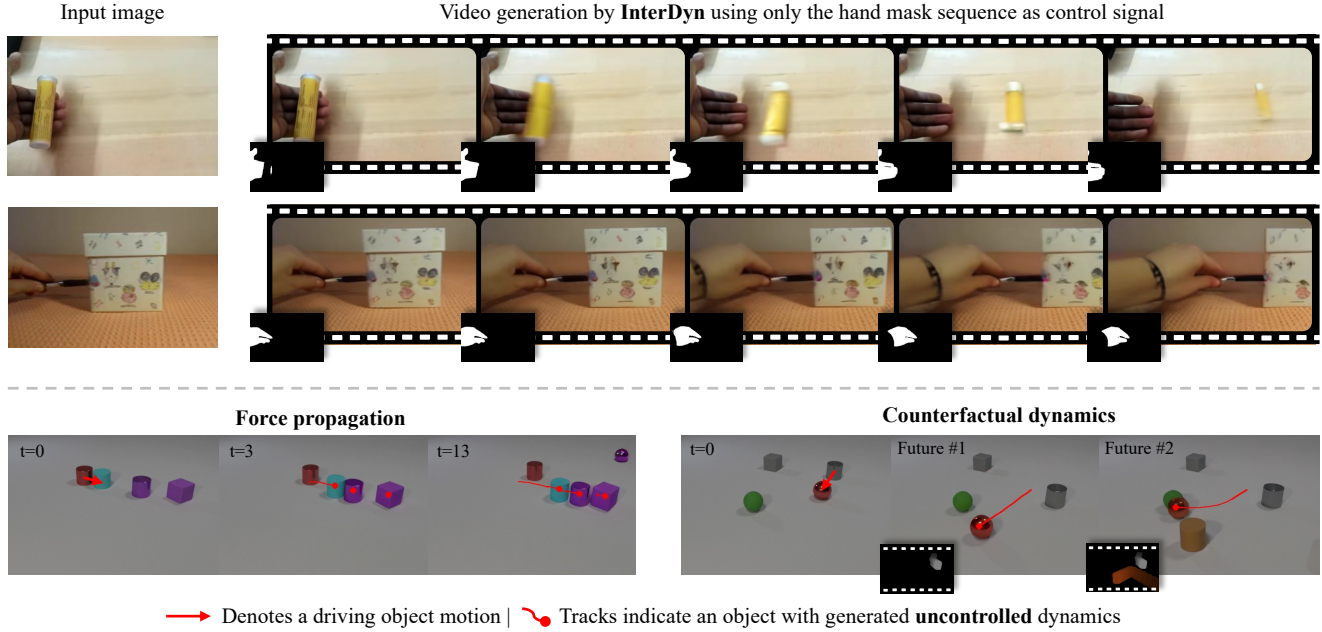 Input image
Video generation by InterDyn using only the hand mask sequence as control signal
Force propagation
Counterfactual dynamics
t=0
t=3
t=13
t=0
Future #1
Future #2
Denotes a driving object motion | Tracks indicate an object with generated uncontrolled dynamics